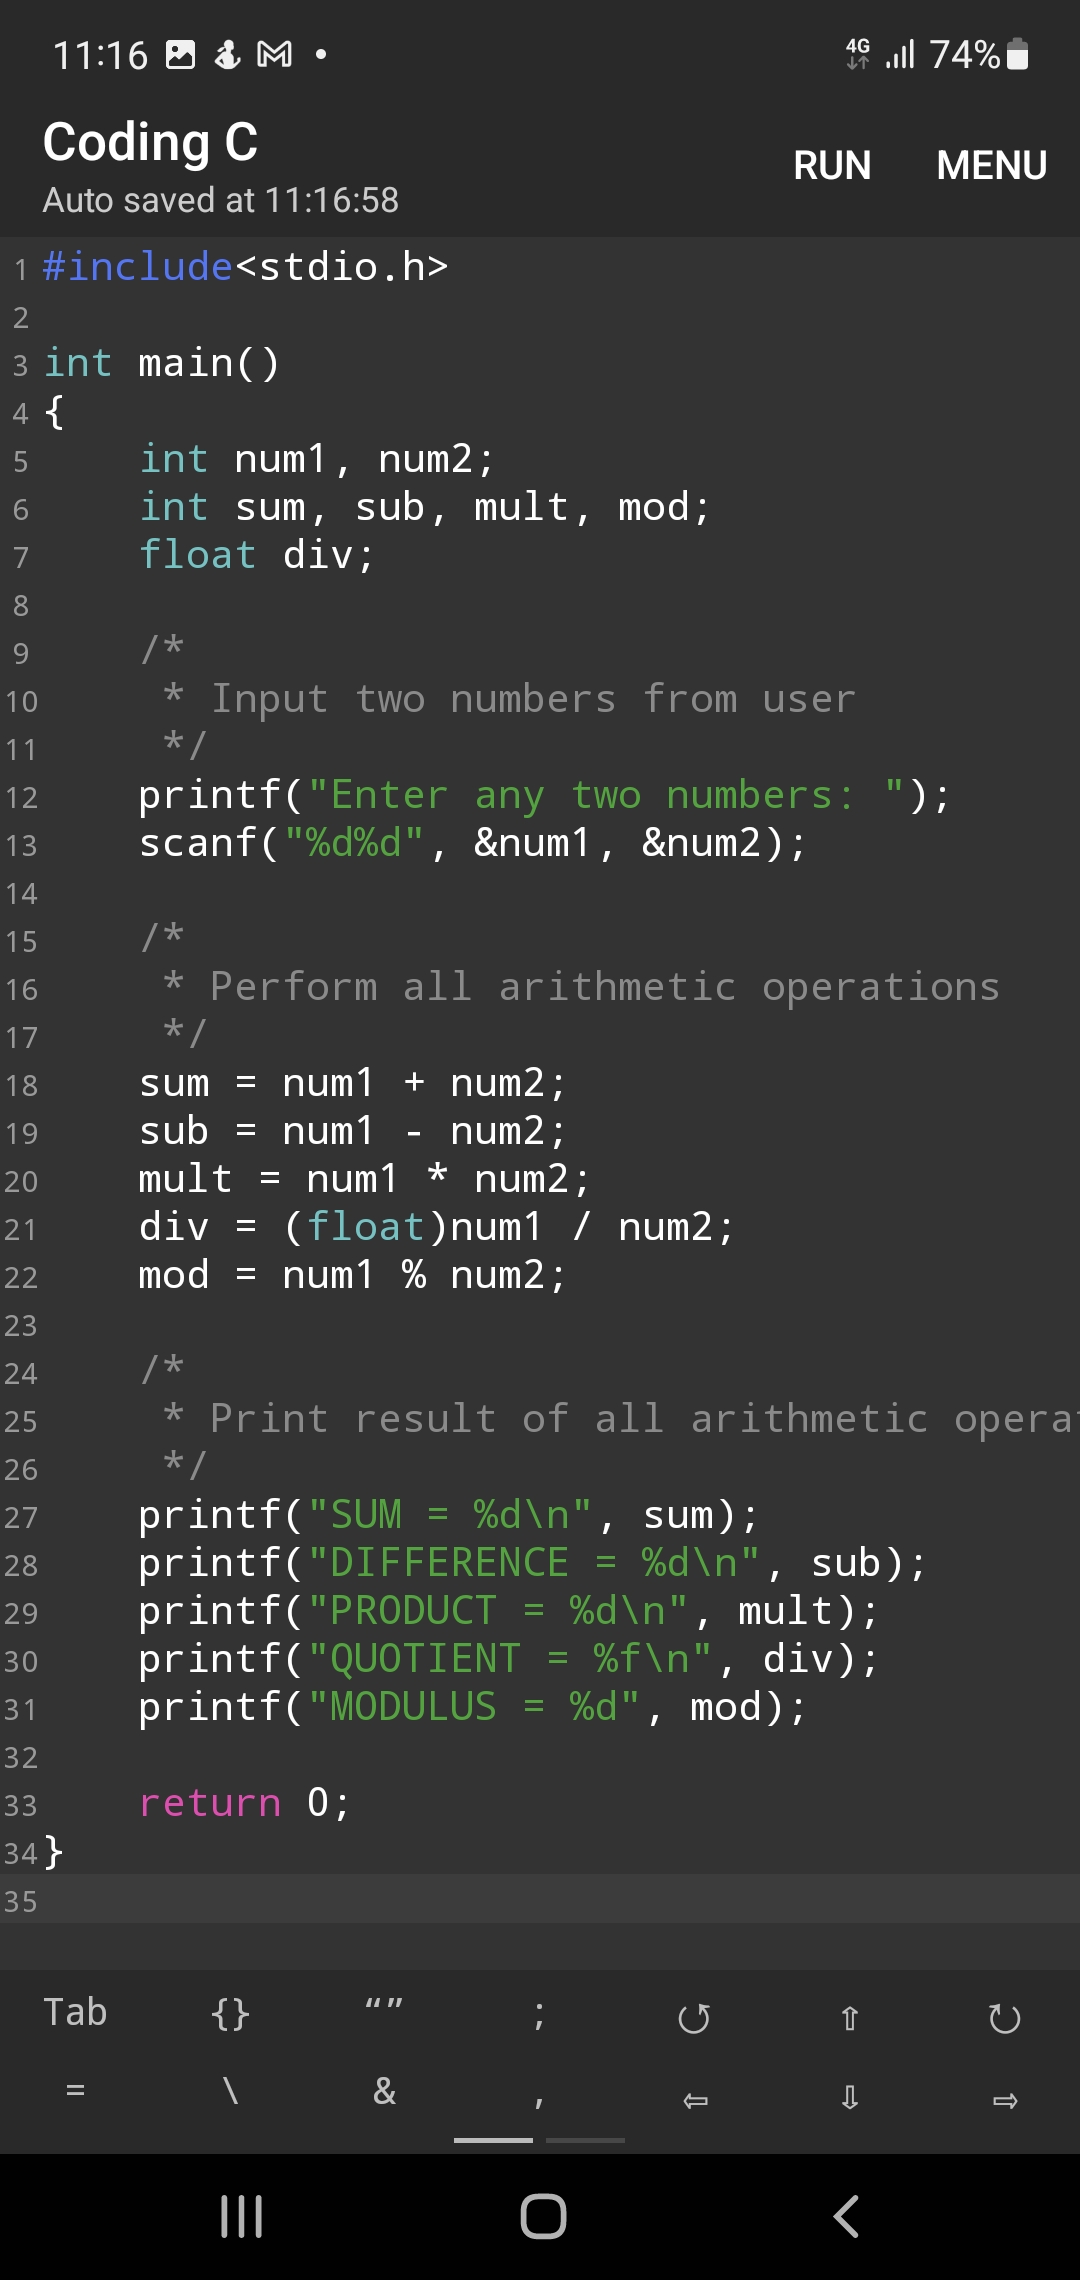 11:16 4G 74%
Coding C
RUN MENU
Auto saved at 11:16:58
1 #include<stdio.h>
2
3 int main()
4 {
5     int num1, num2;
6     int sum, sub, mult, mod;
7     float div;
8
9     /*
10      * Input two numbers from user
11      */
12     printf("Enter any two numbers: ");
13     scanf("%d%d", &num1, &num2);
14
15     /*
16      * Perform all arithmetic operations
17      */
18     sum = num1 + num2;
19     sub = num1 - num2;
20     mult = num1 * num2;
21     div = (float)num1 / num2;
22     mod = num1 % num2;
23
24     /*
25      * Print result of all arithmetic opera
26      */
27     printf("SUM = %d\n", sum);
28     printf("DIFFERENCE = %d\n", sub);
29     printf("PRODUCT = %d\n", mult);
30     printf("QUOTIENT = %f\n", div);
31     printf("MODULUS = %d", mod);
32
33     return 0;
34 }
35
Tab {} “” ; ↺ ⇧ ↻
= \ & , ⇦ ⇩ ⇨